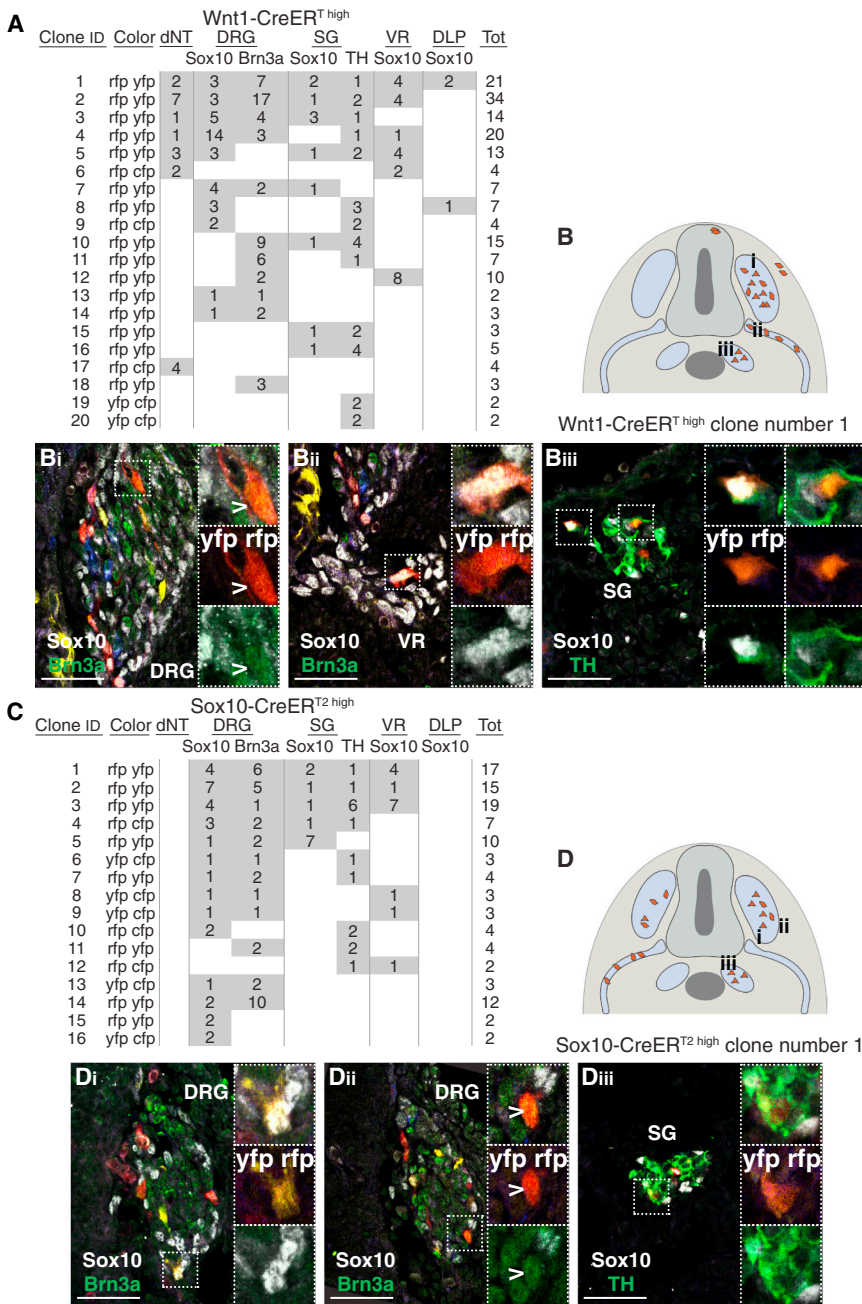 A
Wnt1-CreER^T high
Clone ID Color dNT DRG SG VR DLP Tot
Sox10 Brn3a Sox10 TH Sox10 Sox10
1 rfp yfp 2 3 7 2 1 4 2 21
2 rfp yfp 7 3 17 1 2 4 34
3 rfp yfp 1 5 4 3 1 14
4 rfp yfp 1 14 3 1 1 20
5 rfp yfp 3 3 1 2 4 13
6 rfp cfp 2 2 4
7 rfp yfp 4 2 1 7
8 rfp yfp 3 3 1 7
9 rfp cfp 2 2 4
10 rfp yfp 9 1 4 15
11 rfp yfp 6 1 7
12 rfp yfp 2 8 10
13 rfp cfp 1 1 2
14 rfp yfp 1 2 3
15 rfp yfp 1 2 3
16 rfp yfp 1 4 5
17 rfp cfp 4 4
18 rfp yfp 3 3
19 yfp cfp 2 2
20 yfp cfp 2 2
B
i
ii
iii
Wnt1-CreER^T high clone number 1
Bi
>
yfp rfp
>
>
Sox10
Brn3a
DRG
Bii
yfp rfp
Sox10
Brn3a
VR
Biii
yfp rfp
SG
Sox10
TH
C
Sox10-CreER^T2 high
Clone ID Color dNT DRG SG VR DLP Tot
Sox10 Brn3a Sox10 TH Sox10 Sox10
1 rfp yfp 4 6 2 1 4 17
2 rfp yfp 7 5 1 1 1 15
3 rfp yfp 4 1 1 6 7 19
4 rfp cfp 3 2 1 1 7
5 rfp yfp 1 2 7 10
6 yfp cfp 1 1 1 3
7 rfp yfp 1 2 1 4
8 yfp cfp 1 1 1 3
9 yfp cfp 1 1 1 3
10 rfp cfp 2 2 4
11 rfp yfp 2 2 4
12 rfp cfp 1 1 2
13 yfp cfp 1 2 3
14 rfp yfp 2 10 12
15 rfp yfp 2 2
16 yfp cfp 2 2
D
i
ii
iii
Sox10-CreER^T2 high clone number 1
Di
DRG
yfp rfp
Sox10
Brn3a
Dii
DRG
>
yfp rfp
>
>
Sox10
Brn3a
Diii
SG
yfp rfp
Sox10
TH